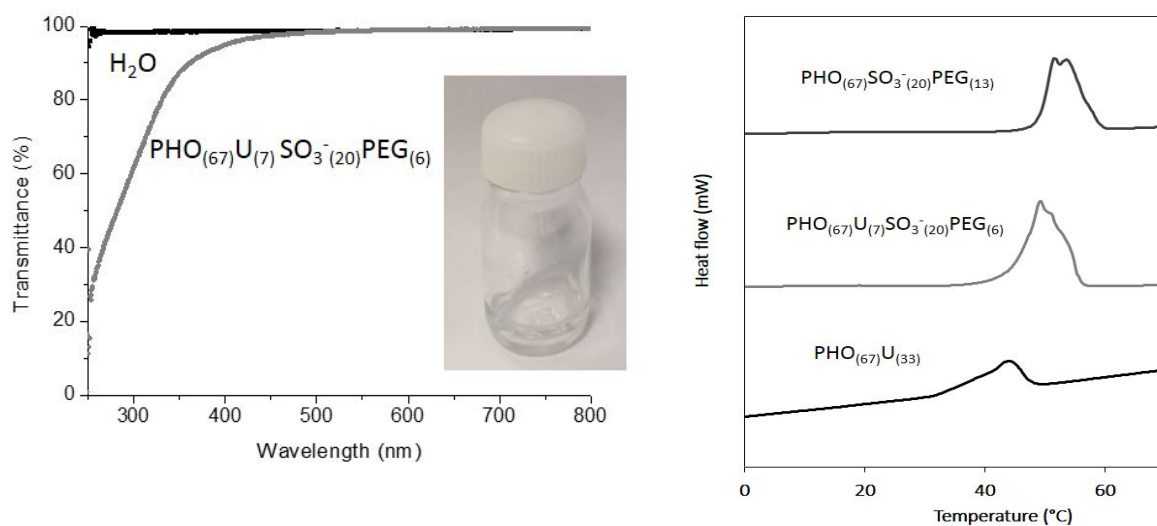 100
80
60
40
20
0
Transmittance (%)
H₂O
PHO₍₆₇₎U₍₇₎ SO₃⁻₍₂₀₎PEG₍₆₎
300 400 500 600 700 800
Wavelength (nm)
Heat flow (mW)
PHO₍₆₇₎SO₃⁻₍₂₀₎PEG₍₁₃₎
PHO₍₆₇₎U₍₇₎SO₃⁻₍₂₀₎PEG₍₆₎
PHO₍₆₇₎U₍₃₃₎
0 20 40 60
Temperature (°C)